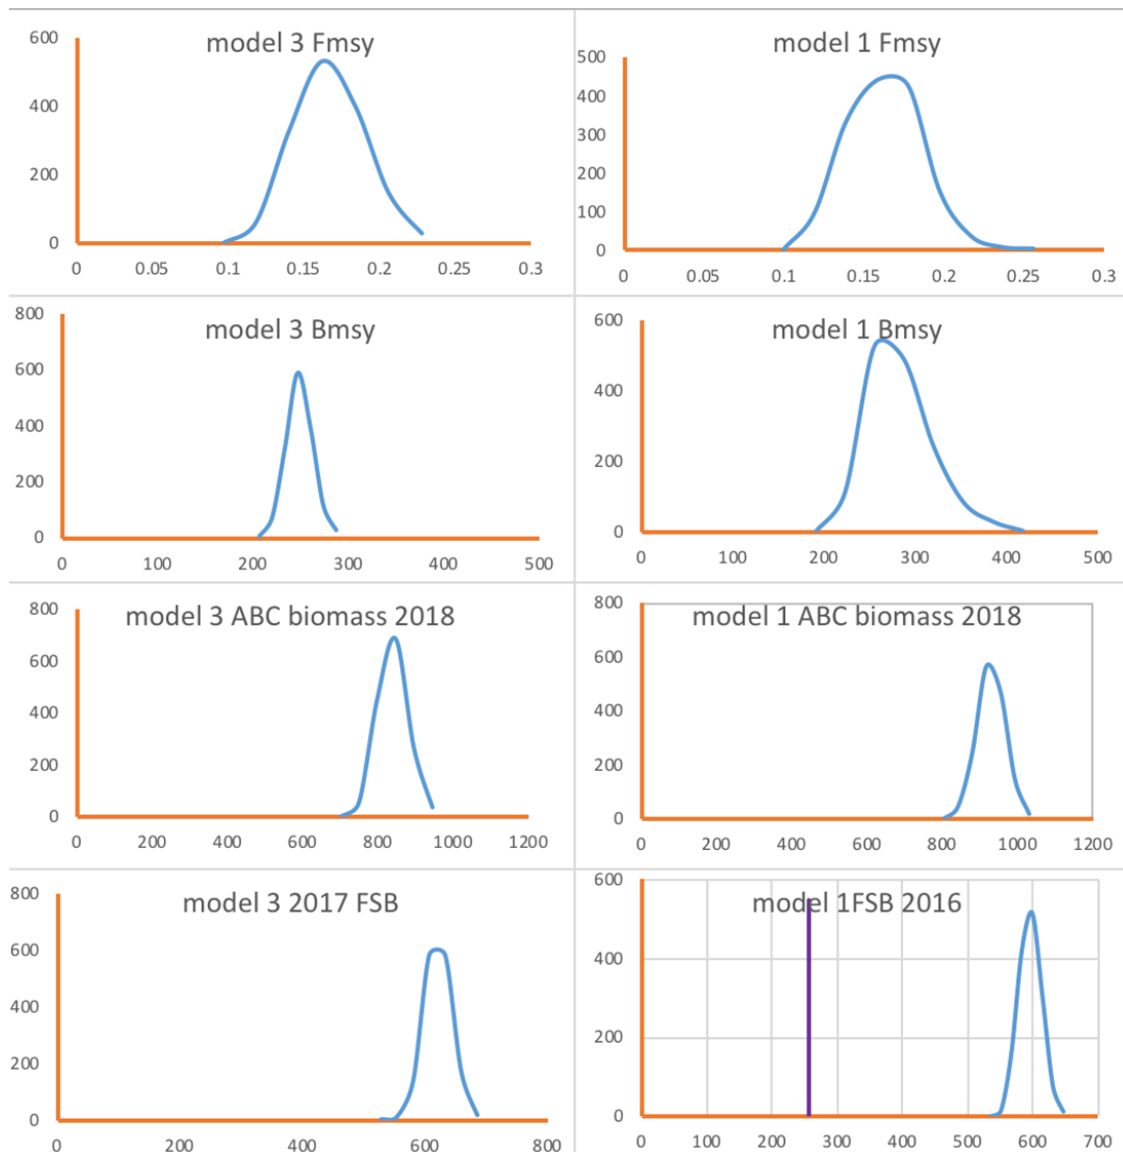 model 3 Fmsy
600
400
200
0
0 0.05 0.1 0.15 0.2 0.25 0.3
model 1 Fmsy
500
400
300
200
100
0
0 0.05 0.1 0.15 0.2 0.25 0.3
model 3 Bmsy
800
600
400
200
0
0 100 200 300 400 500
model 1 Bmsy
600
400
200
0
0 100 200 300 400 500
model 3 ABC biomass 2018
800
600
400
200
0
0 200 400 600 800 1000 1200
model 1 ABC biomass 2018
800
600
400
200
0
0 200 400 600 800 1000 1200
model 3 2017 FSB
800
600
400
200
0
0 200 400 600 800
model 1FSB 2016
600
400
200
0
0 100 200 300 400 500 600 700